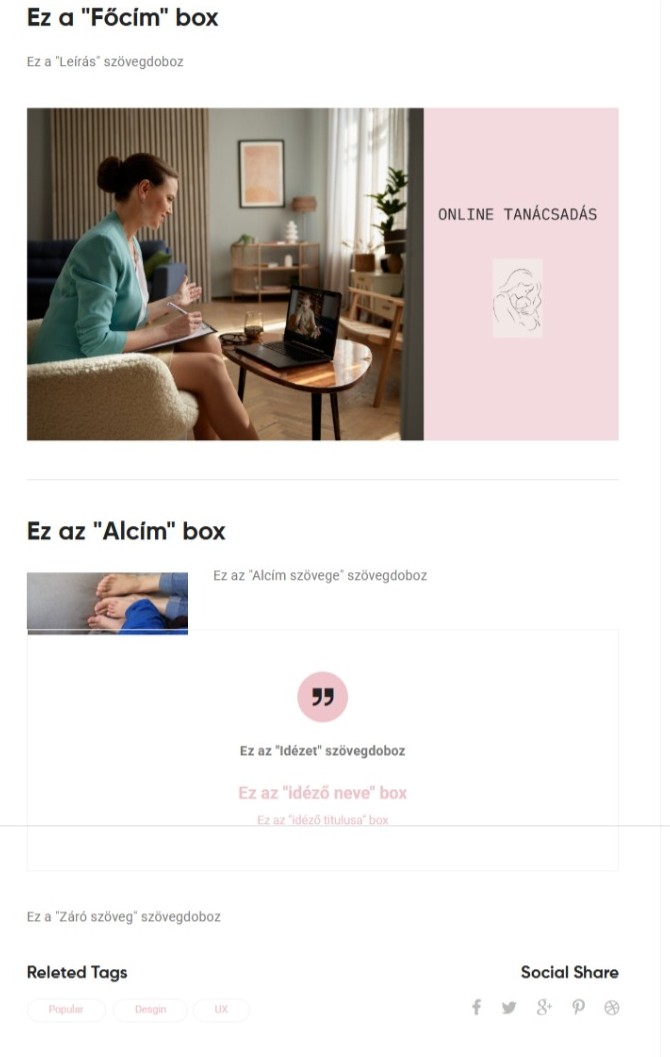 Ez a "Főcím" box
Ez a "Leírás" szövegdoboz
ONLINE TANÁCSADÁS
Ez az "Alcím" box
Ez az "Alcím szövege" szövegdoboz
Ez az "Idézet" szövegdoboz
Ez az "idéző neve" box
Ez az "idéző titulusa" box
Ez a "Záró szöveg" szövegdoboz
Releted Tags
Social Share
Popular Desgin UX